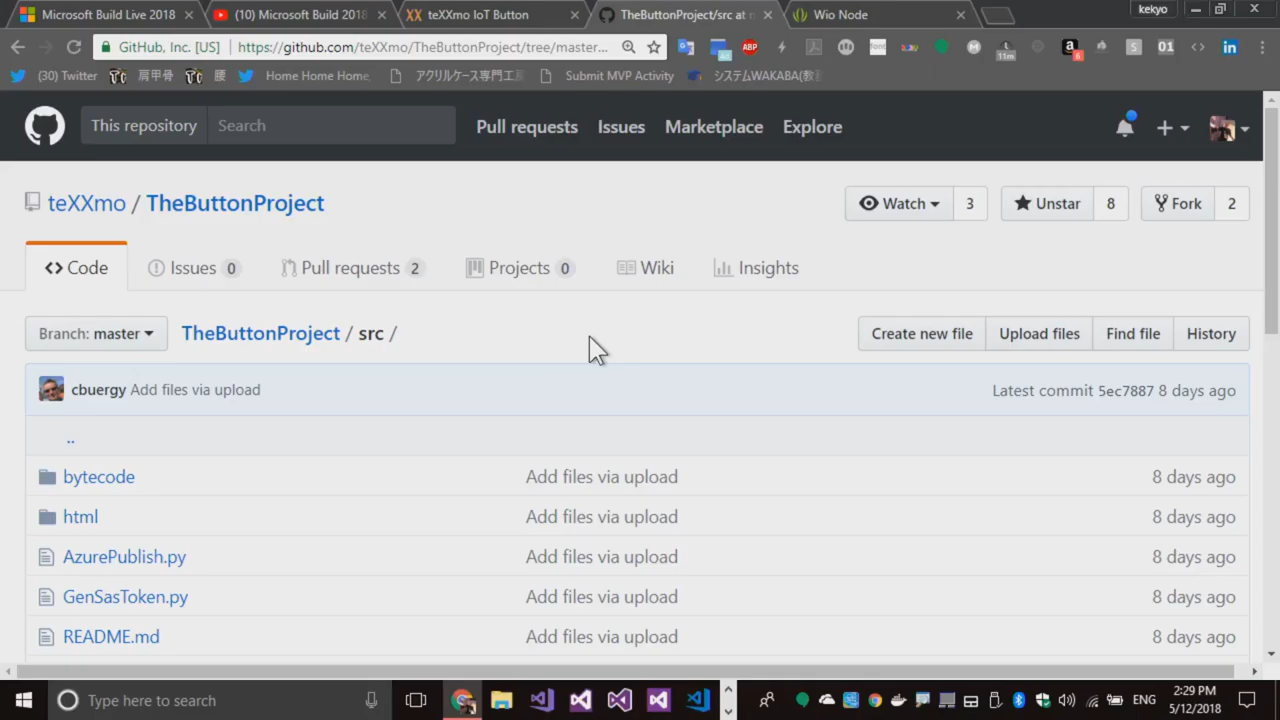 Microsoft Build Live 2018
(10) Microsoft Build 2018
teXXmo IoT Button
TheButtonProject/src at m
Wio Node
kekyo
GitHub, Inc. [US]
https://github.com/teXXmo/TheButtonProject/tree/master...
(30) Twitter
肩甲骨
腰
Home Home Home
アクリルケース専門工
Submit MVP Activity
システムWAKABA(教
This repository
Search
Pull requests
Issues
Marketplace
Explore
teXXmo / TheButtonProject
Watch
3
Unstar
8
Fork
2
Code
Issues 0
Pull requests 2
Projects 0
Wiki
Insights
Branch: master
TheButtonProject / src /
Create new file
Upload files
Find file
History
cbuergy Add files via upload
Latest commit 5ec7887 8 days ago
..
bytecode
Add files via upload
8 days ago
html
Add files via upload
8 days ago
AzurePublish.py
Add files via upload
8 days ago
GenSasToken.py
Add files via upload
8 days ago
README.md
Add files via upload
8 days ago
Type here to search
ENG
2:29 PM
5/12/2018